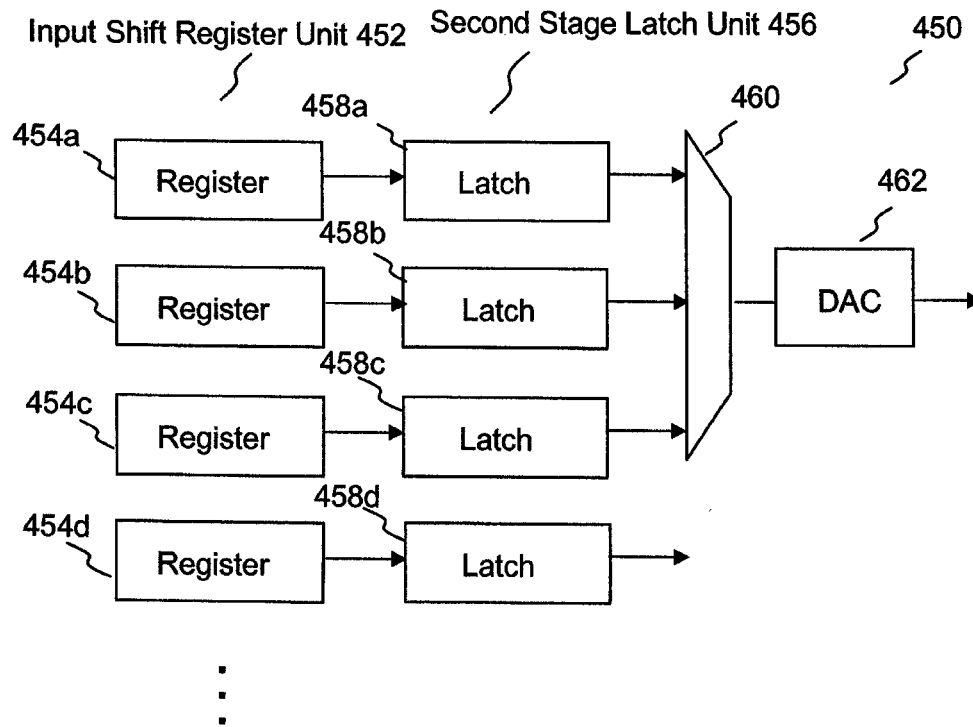 Input Shift Register Unit 452
Second Stage Latch Unit 456
450
454a
Register
458a
Latch
460
462
454b
Register
458b
Latch
DAC
454c
Register
458c
Latch
454d
Register
458d
Latch